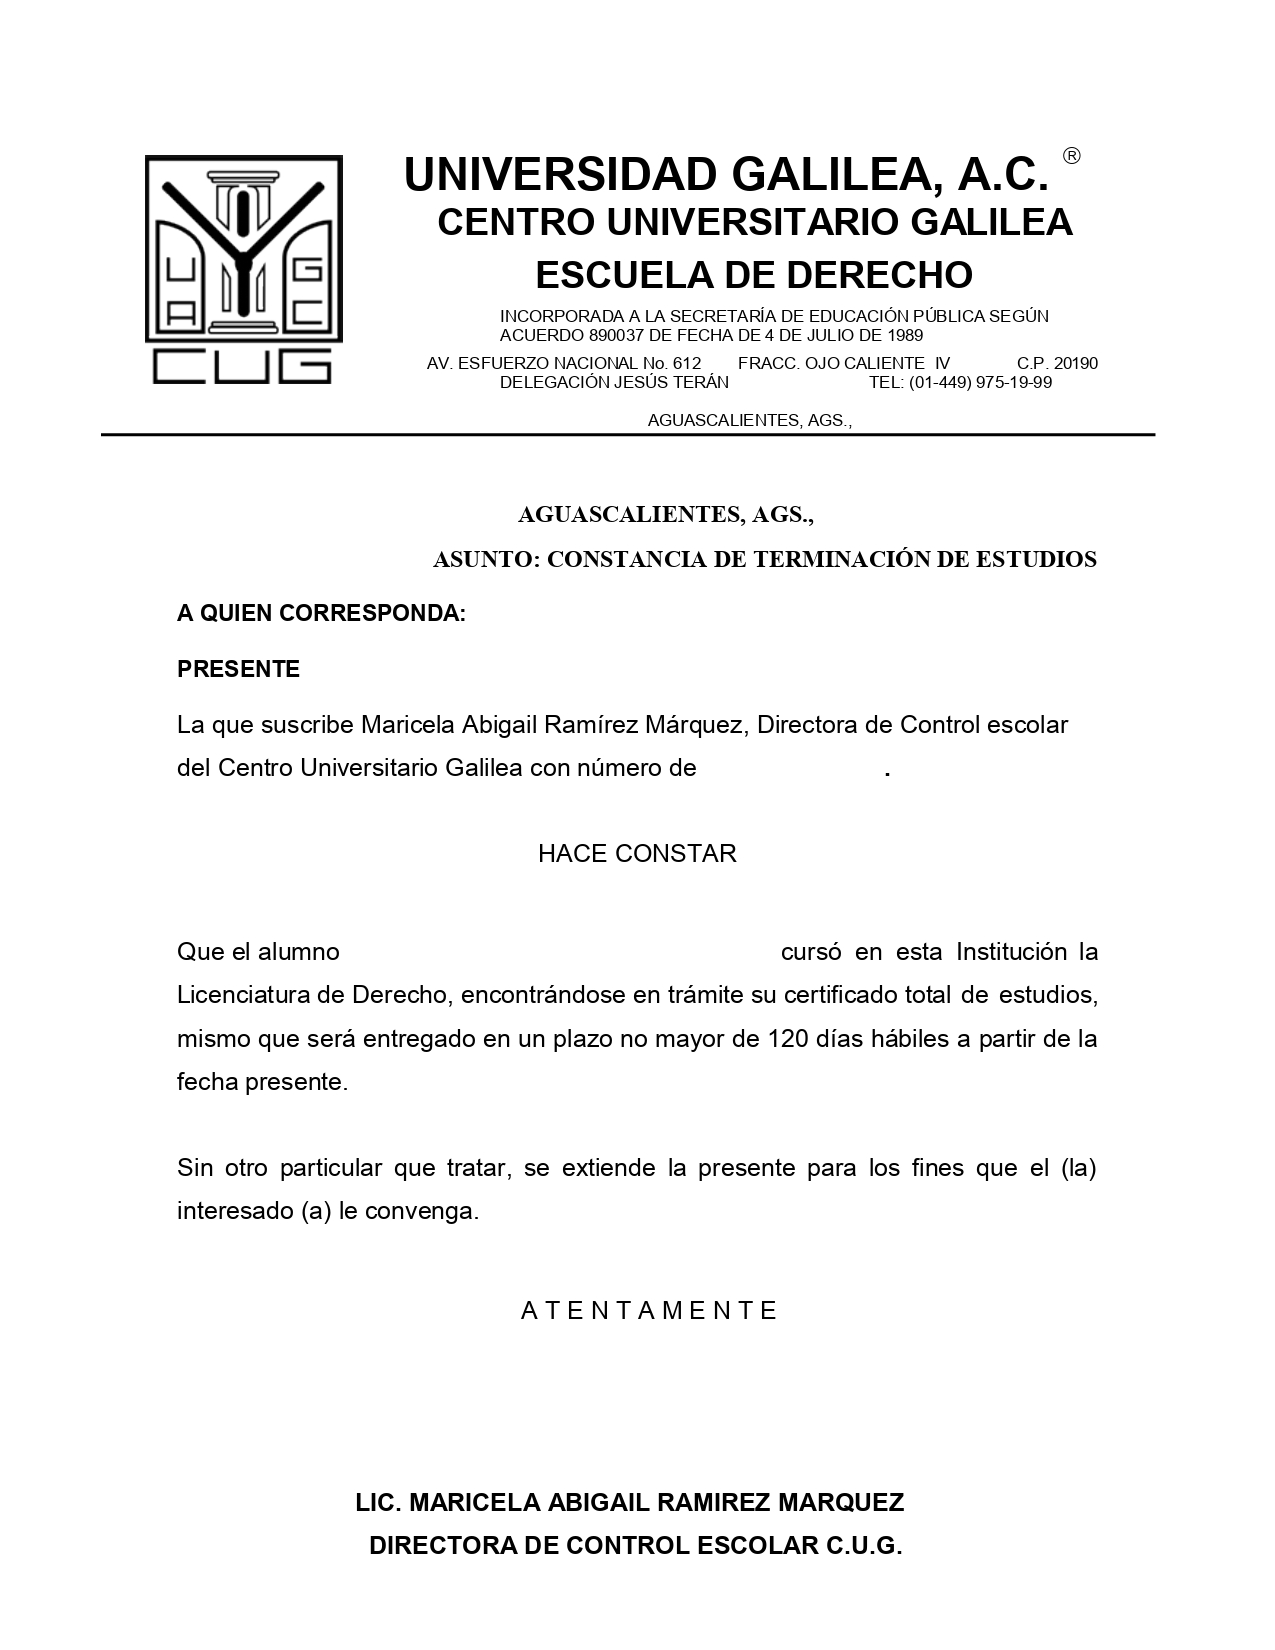 UNIVERSIDAD GALILEA, A.C. ®
CENTRO UNIVERSITARIO GALILEA
ESCUELA DE DERECHO
INCORPORADA A LA SECRETARÍA DE EDUCACIÓN PÚBLICA SEGÚN
ACUERDO 890037 DE FECHA DE 4 DE JULIO DE 1989
AV. ESFUERZO NACIONAL No. 612 FRACC. OJO CALIENTE IV C.P. 20190
DELEGACIÓN JESÚS TERÁN TEL: (01-449) 975-19-99
AGUASCALIENTES, AGS.,
U G
A C
CUG
AGUASCALIENTES, AGS.,
ASUNTO: CONSTANCIA DE TERMINACIÓN DE ESTUDIOS
A QUIEN CORRESPONDA:
PRESENTE
La que suscribe Maricela Abigail Ramírez Márquez, Directora de Control escolar
del Centro Universitario Galilea con número de .
HACE CONSTAR
Que el alumno cursó en esta Institución la
Licenciatura de Derecho, encontrándose en trámite su certificado total de estudios,
mismo que será entregado en un plazo no mayor de 120 días hábiles a partir de la
fecha presente.
Sin otro particular que tratar, se extiende la presente para los fines que el (la)
interesado (a) le convenga.
A T E N T A M E N T E
LIC. MARICELA ABIGAIL RAMIREZ MARQUEZ
DIRECTORA DE CONTROL ESCOLAR C.U.G.